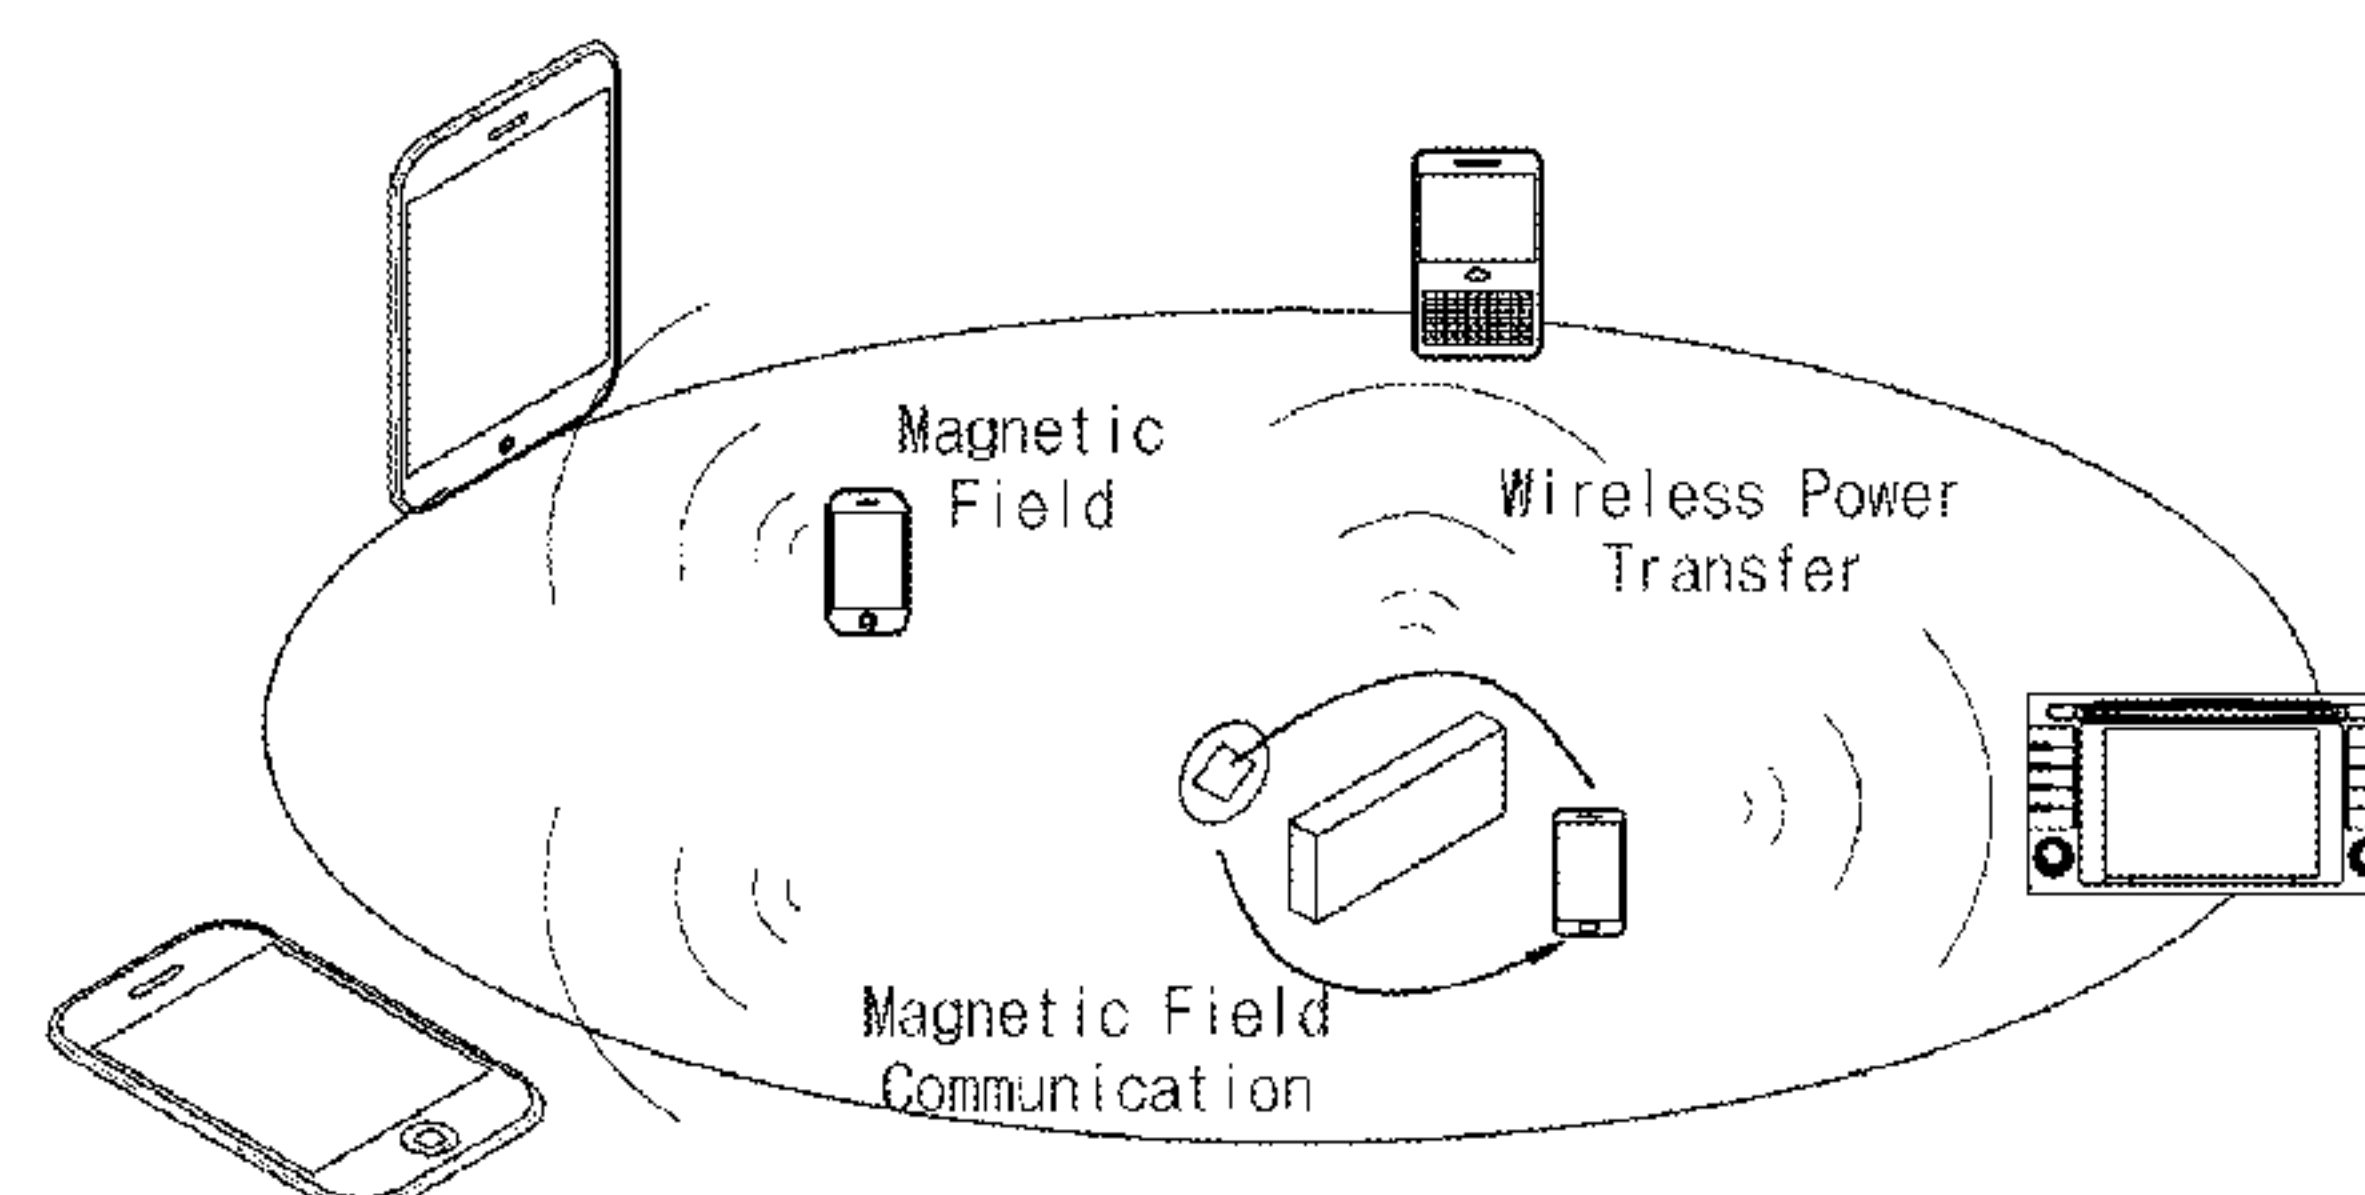 Magnetic
Field
Wireless Power
Transfer
Magnetic Field
Communication